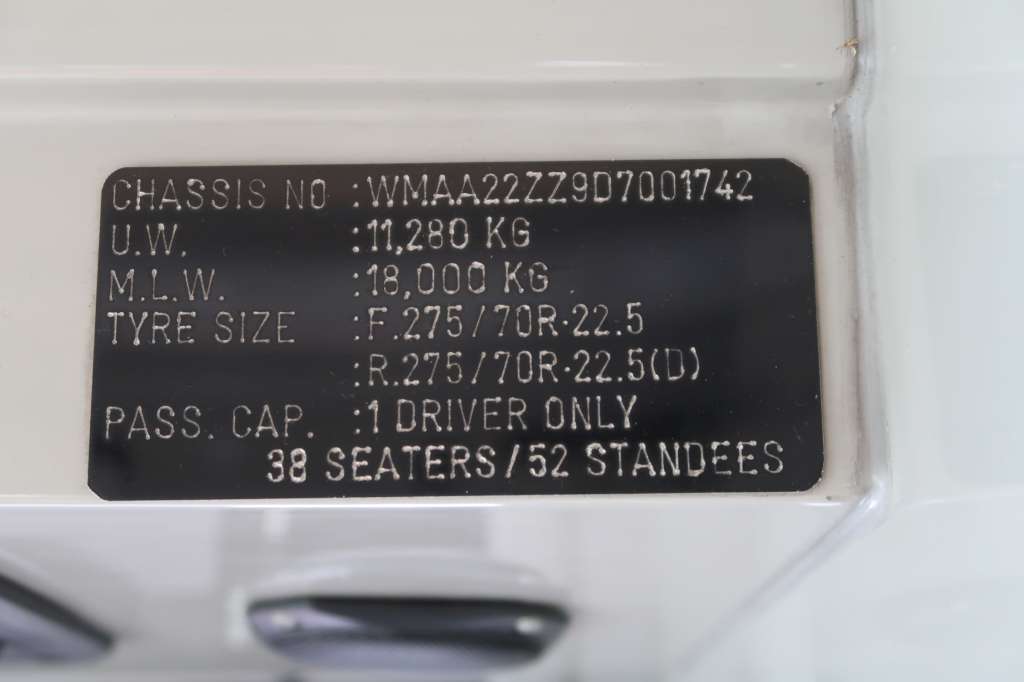 CHASSIS NO :WMAA22ZZ9D7001742
U.W. :11,280 KG
M.L.W. :18,000 KG
TYRE SIZE :F.275/70R·22.5
:R.275/70R·22.5(D)
PASS. CAP. :1 DRIVER ONLY
38 SEATERS/52 STANDEES